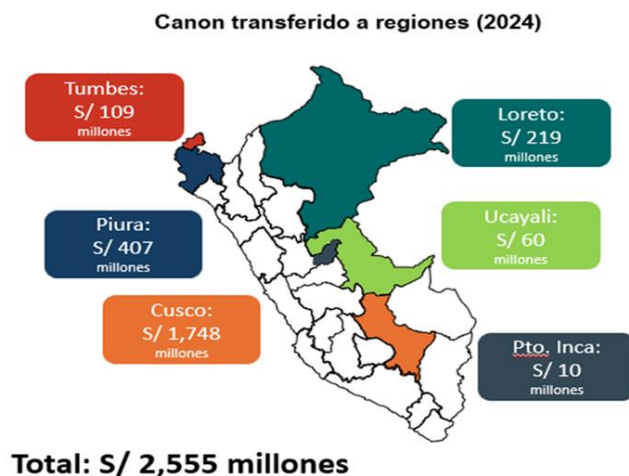 Canon transferido a regiones (2024)
Tumbes:
S/ 109
millones
Loreto:
S/ 219
millones
Piura:
S/ 407
millones
Ucayali:
S/ 60
millones
Cusco:
S/ 1,748
millones
Pto. Inca:
S/ 10
millones
Total: S/ 2,555 millones